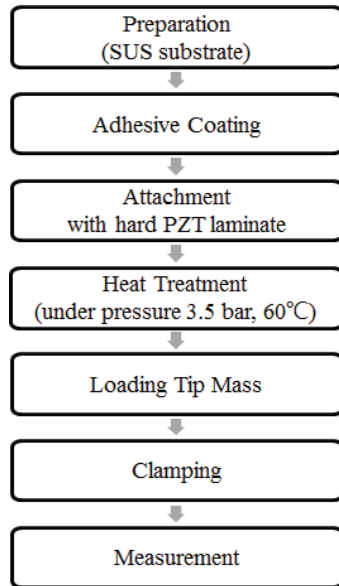 Preparation
(SUS substrate)
Adhesive Coating
Attachment
with hard PZT laminate
Heat Treatment
(under pressure 3.5 bar, 60℃)
Loading Tip Mass
Clamping
Measurement